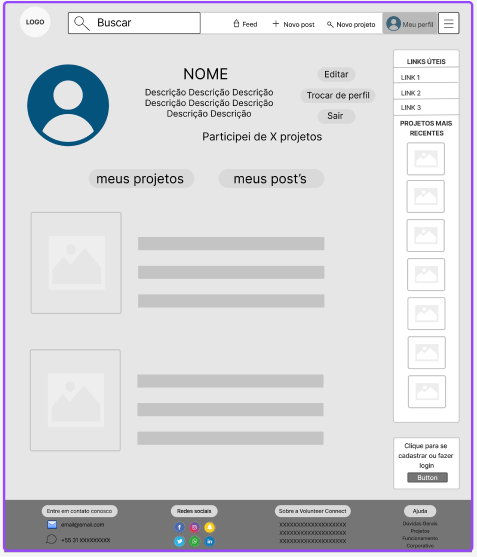 LOGO
Buscar
Feed
Novo post
Novo projeto
Meu perfil
NOME
Descrição Descrição Descrição
Descrição Descrição Descrição
Descrição Descrição
Participei de X projetos
Editar
Trocar de perfil
Sair
meus projetos
meus post's
LINKS ÚTEIS
LINK 1
LINK 2
LINK 3
PROJETOS MAIS
RECENTES
Clique para se
cadastrar ou fazer
login
Button
Entre em contato conosco
email@email.com
+55 31 XXXXXXXXX
Redes sociais
Sobre a Volunteer Connect
XXXXXXXXXXXXXXXXXXX
XXXXXXXXXXXXXXXXXXX
XXXXXXXXXXXXXXXXXXX
Ajuda
Dúvidas Gerais
Projetos
Funcionamento
Corporativo